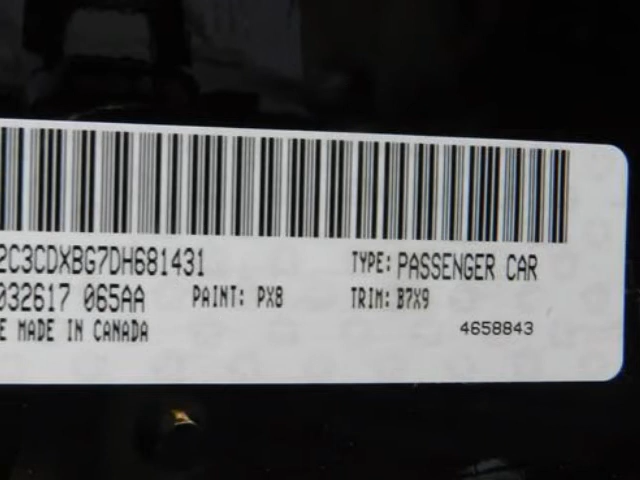 2C3CDXBG7DH681431 TYPE: PASSENGER CAR
032617 065AA PAINT: PX8 TRIM: B7X9
E MADE IN CANADA 4658843